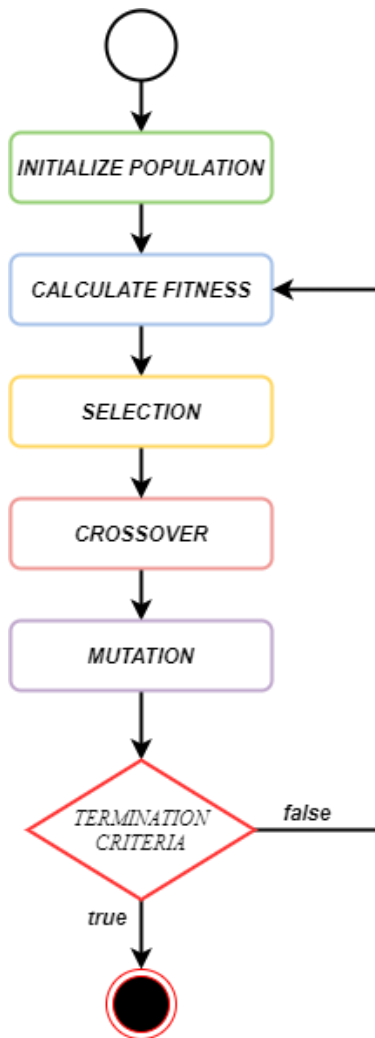 INITIALIZE POPULATION
CALCULATE FITNESS
SELECTION
CROSSOVER
MUTATION
TERMINATION
CRITERIA
false
true